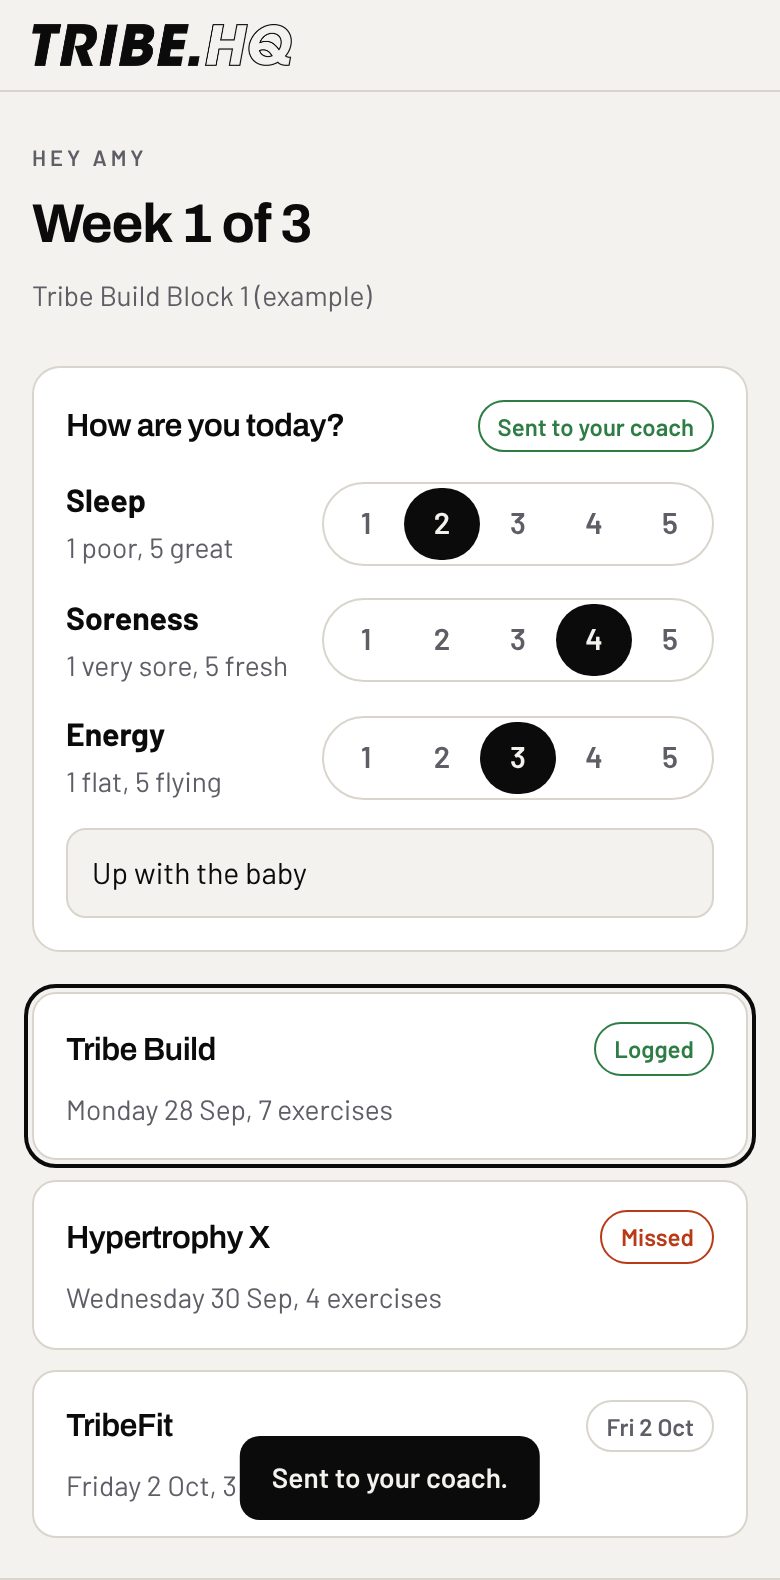 TRIBE.HQ
HEY AMY
Week 1 of 3
Tribe Build Block 1 (example)
How are you today?
Sent to your coach
Sleep
1 2 3 4 5
1 poor, 5 great
Soreness
1 2 3 4 5
1 very sore, 5 fresh
Energy
1 2 3 4 5
1 flat, 5 flying
Up with the baby
Tribe Build
Logged
Monday 28 Sep, 7 exercises
Hypertrophy X
Missed
Wednesday 30 Sep, 4 exercises
TribeFit
Fri 2 Oct
Friday 2 Oct, 3
Sent to your coach.